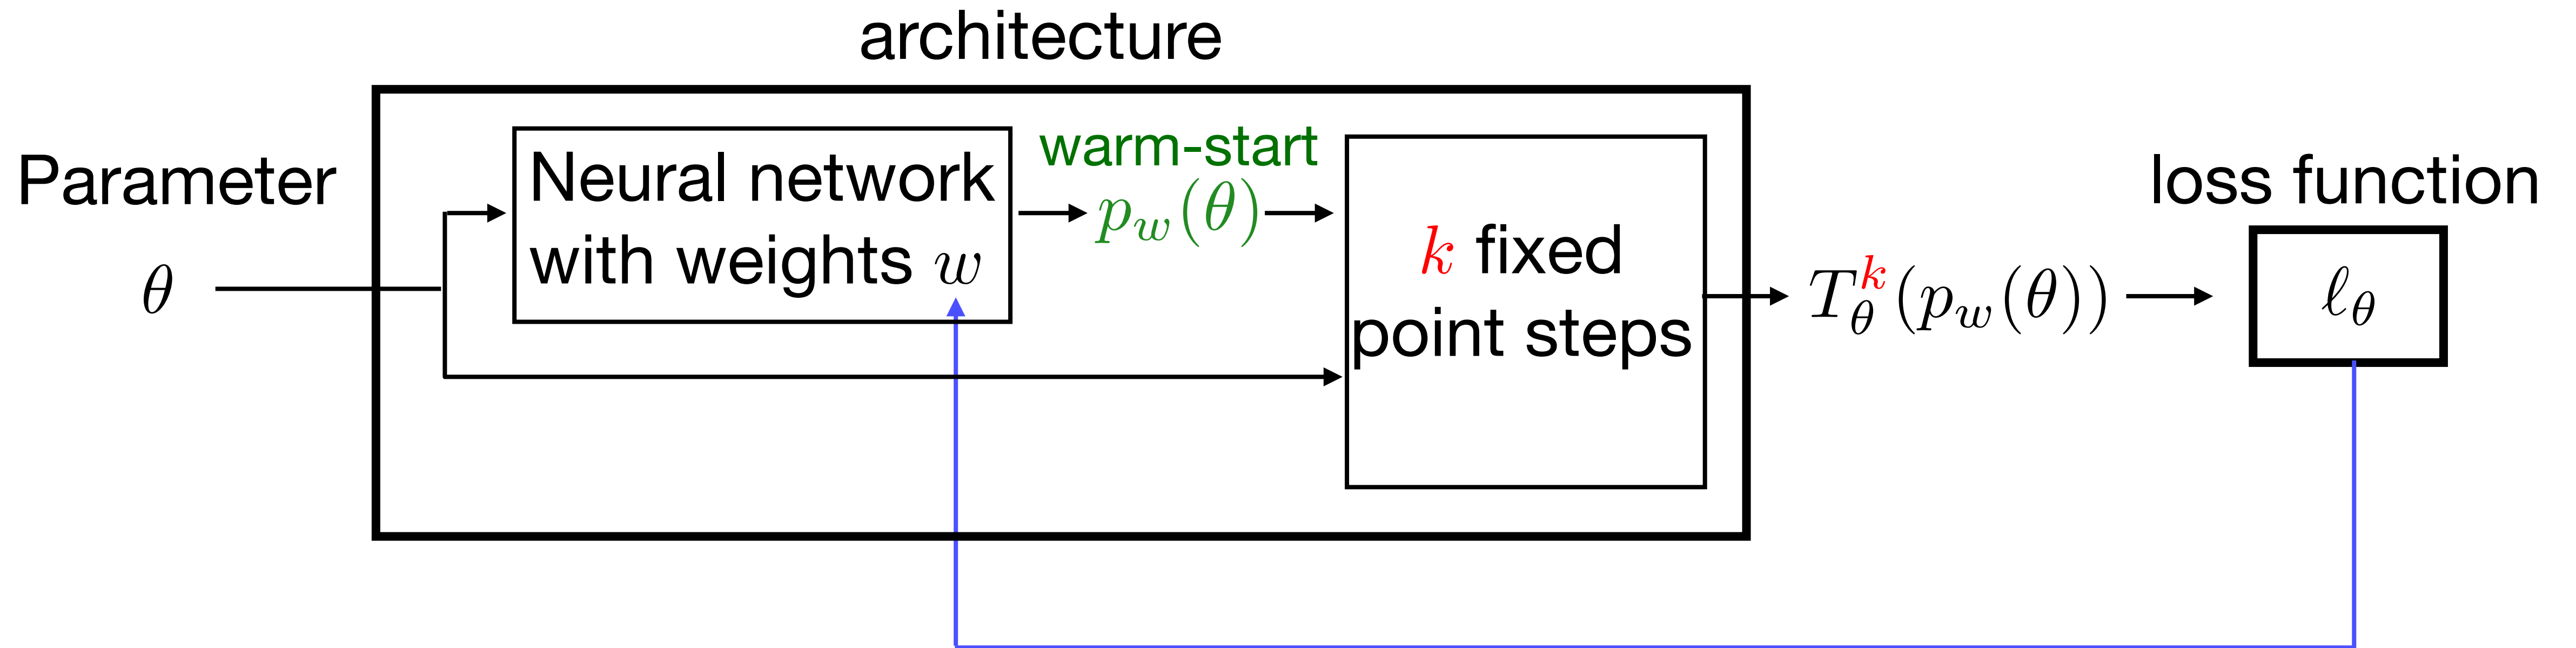 architecture
Parameter
θ
Neural network
with weights w
warm-start
p_w(θ)
k fixed
point steps
T_θ^k(p_w(θ))
loss function
ℓ_θ